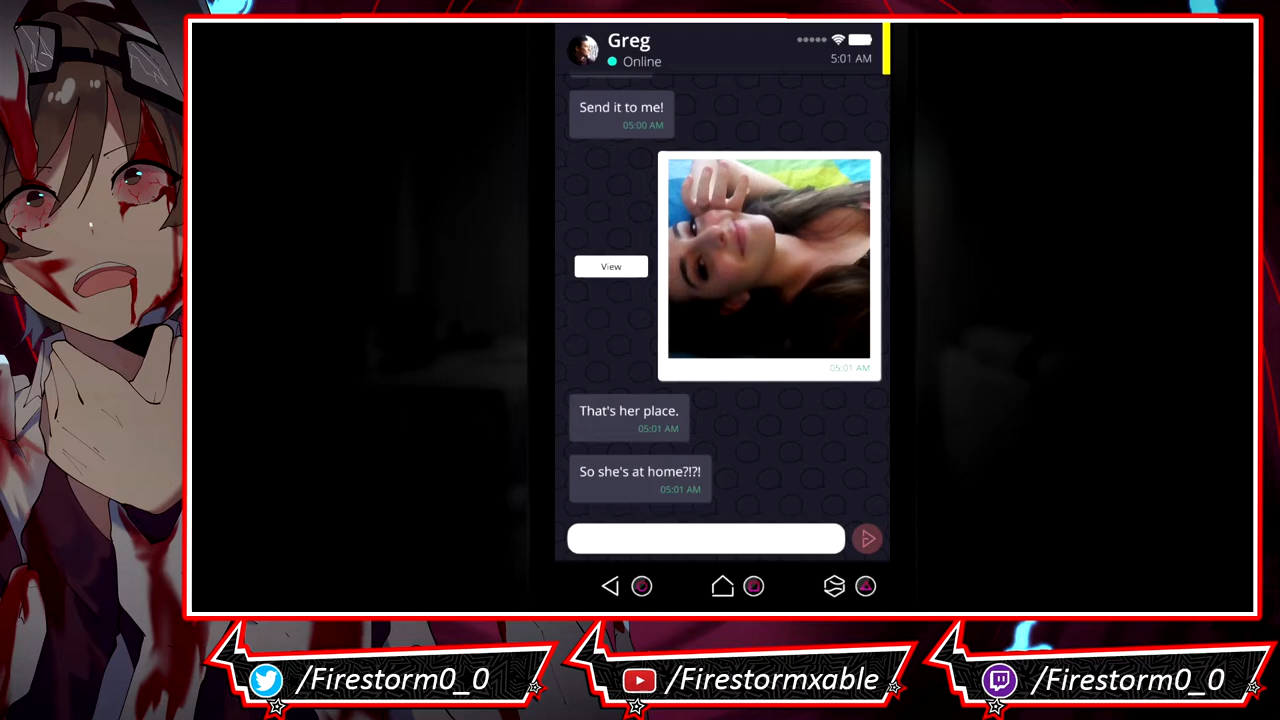 Greg
Online
5:01 AM
Send it to me!
05:00 AM
View
05:01 AM
That's her place.
05:01 AM
So she's at home?!?!
05:01 AM
/Firestorm0_0
/Firestormxable
/Firestorm0_0